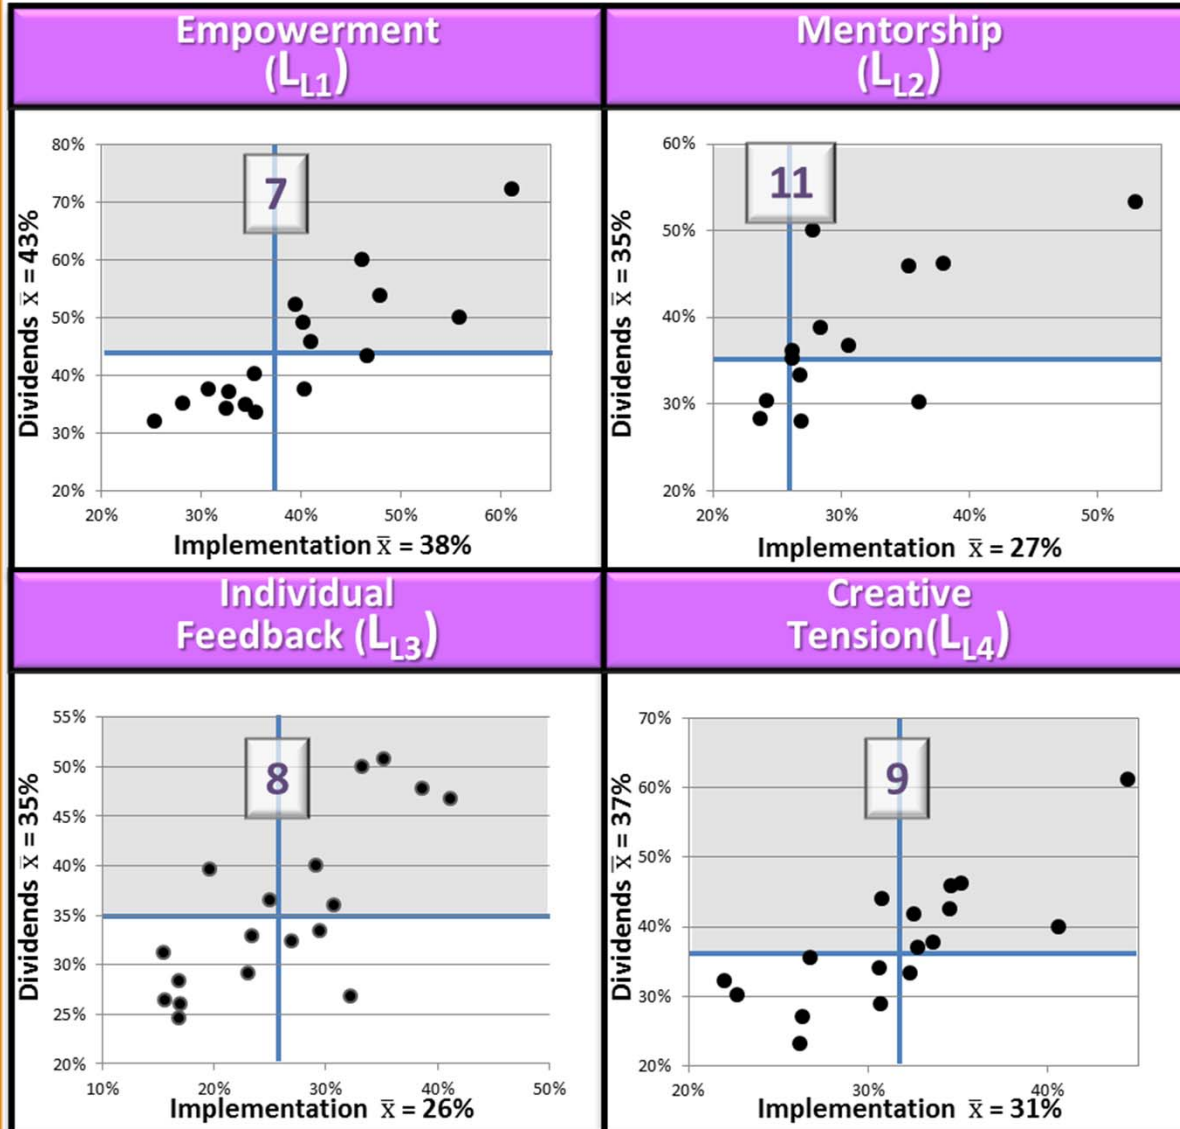 Empowerment
(LL1)
Mentorship
(LL2)
80%
70%
60%
50%
40%
30%
20%
7
Dividends x̅ = 43%
20% 30% 40% 50% 60%
Implementation x̅ = 38%
60%
50%
40%
30%
20%
11
Dividends x̅ = 35%
20% 30% 40% 50%
Implementation x̅ = 27%
Individual
Feedback (LL3)
Creative
Tension(LL4)
55%
50%
45%
40%
35%
30%
25%
20%
8
Dividends x̅ = 35%
10% 20% 30% 40% 50%
Implementation x̅ = 26%
70%
60%
50%
40%
30%
20%
9
Dividends x̅ = 37%
20% 30% 40%
Implementation x̅ = 31%